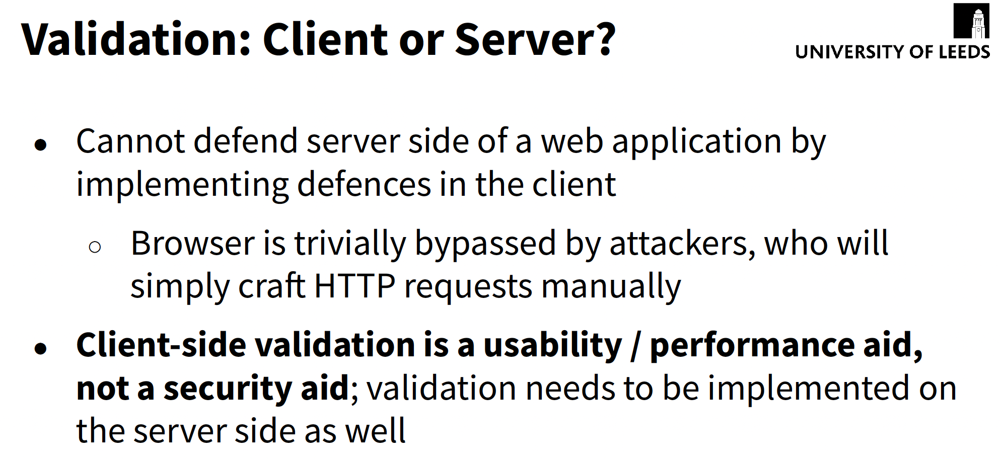 Validation: Client or Server?
UNIVERSITY OF LEEDS
● Cannot defend server side of a web application by
implementing defences in the client
○ Browser is trivially bypassed by attackers, who will
simply craft HTTP requests manually
● Client-side validation is a usability / performance aid,
not a security aid; validation needs to be implemented on
the server side as well